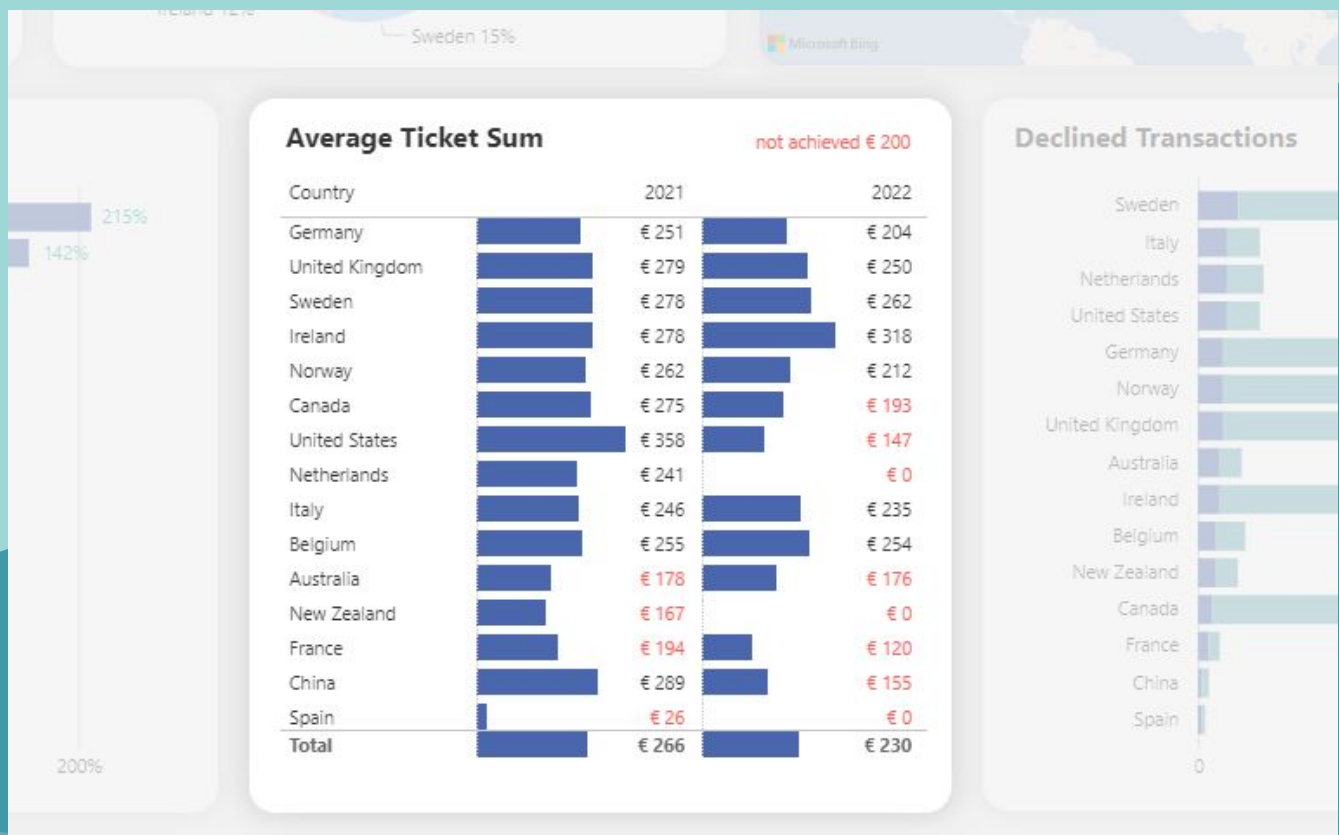 Ireland 12%
Sweden 15%
Microsoft Bing
215%
142%
200%
Average Ticket Sum
not achieved € 200
Country 2021 2022
Germany € 251 € 204
United Kingdom € 279 € 250
Sweden € 278 € 262
Ireland € 278 € 318
Norway € 262 € 212
Canada € 275 € 193
United States € 358 € 147
Netherlands € 241 € 0
Italy € 246 € 235
Belgium € 255 € 254
Australia € 178 € 176
New Zealand € 167 € 0
France € 194 € 120
China € 289 € 155
Spain € 26 € 0
Total € 266 € 230
Declined Transactions
Sweden
Italy
Netherlands
United States
Germany
Norway
United Kingdom
Australia
Ireland
Belgium
New Zealand
Canada
France
China
Spain
0